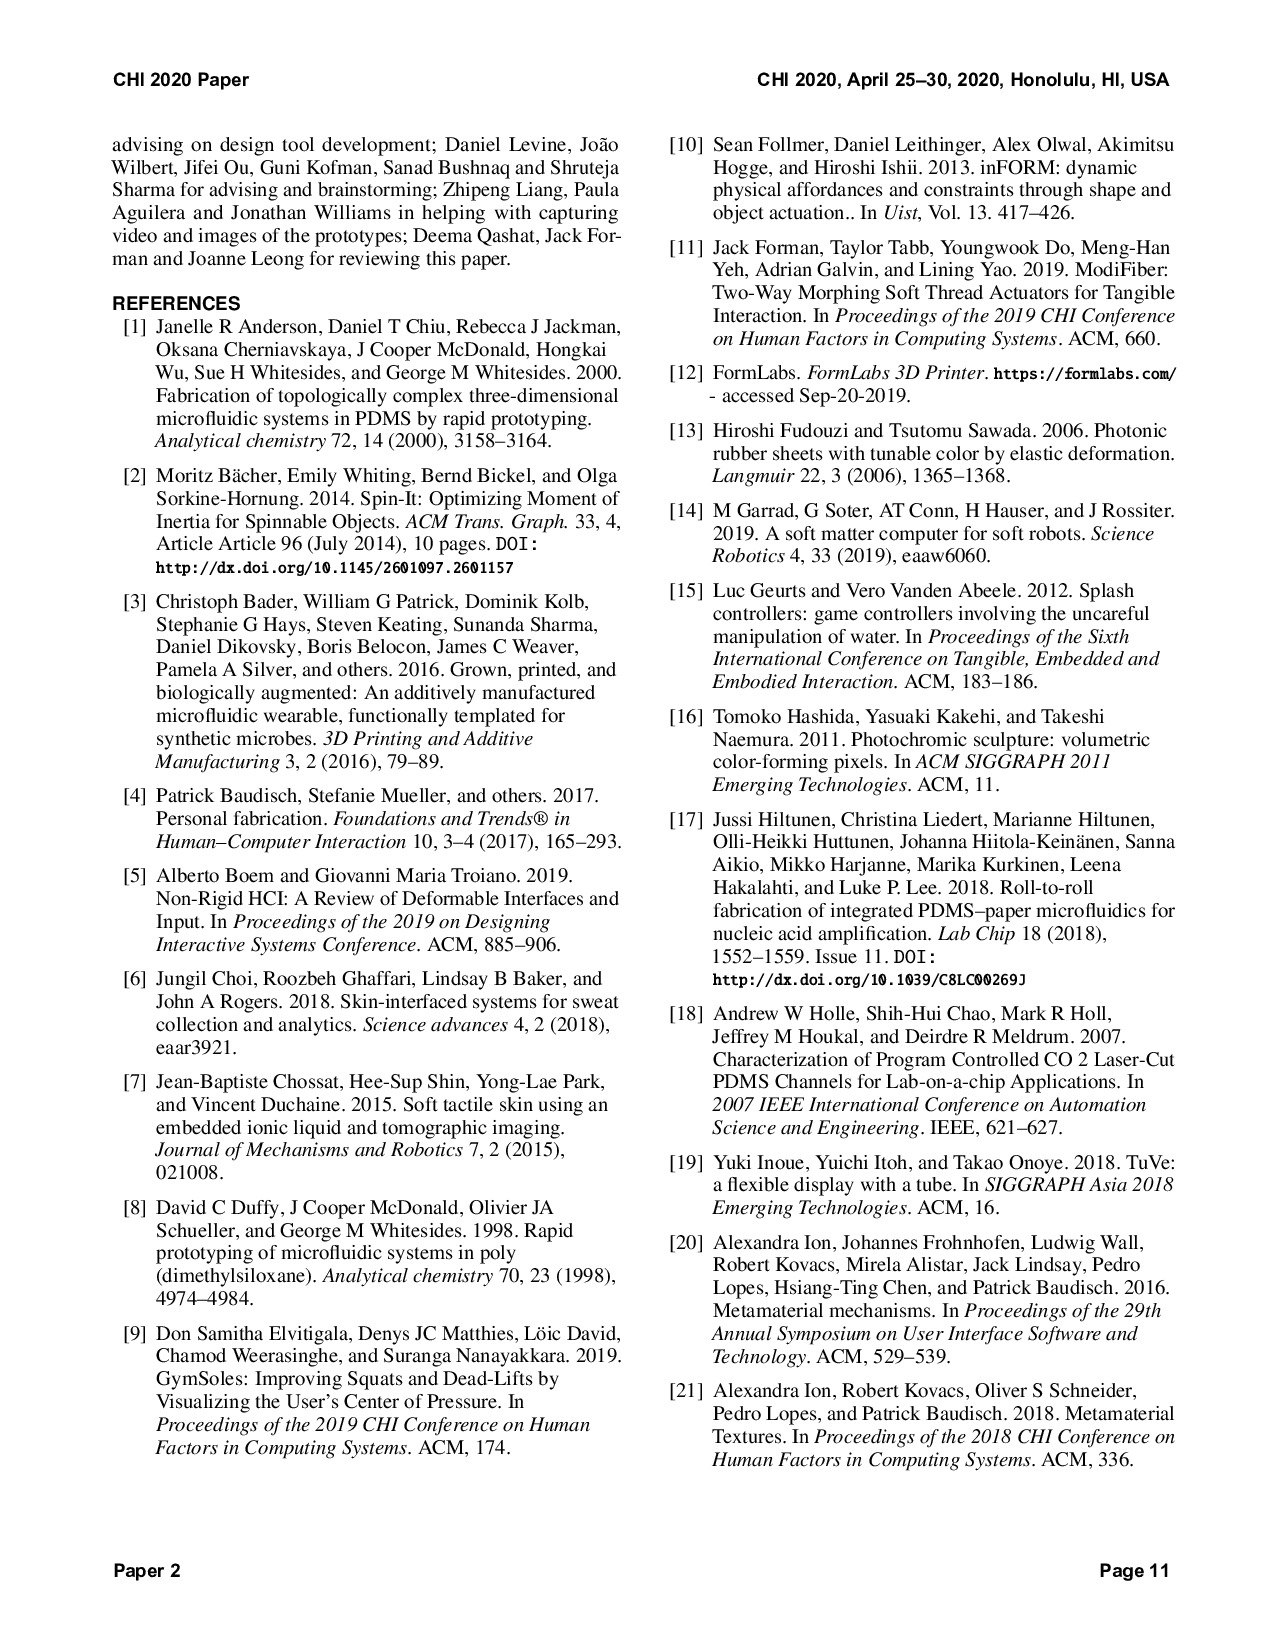 CHI 2020 Paper
CHI 2020, April 25–30, 2020, Honolulu, HI, USA
advising on design tool development; Daniel Levine, João
Wilbert, Jifei Ou, Guni Kofman, Sanad Bushnaq and Shruteja
Sharma for advising and brainstorming; Zhipeng Liang, Paula
Aguilera and Jonathan Williams in helping with capturing
video and images of the prototypes; Deema Qashat, Jack For-
man and Joanne Leong for reviewing this paper.
REFERENCES
[1] Janelle R Anderson, Daniel T Chiu, Rebecca J Jackman,
Oksana Cherniavskaya, J Cooper McDonald, Hongkai
Wu, Sue H Whitesides, and George M Whitesides. 2000.
Fabrication of topologically complex three-dimensional
microfluidic systems in PDMS by rapid prototyping.
Analytical chemistry 72, 14 (2000), 3158–3164.
[2] Moritz Bächer, Emily Whiting, Bernd Bickel, and Olga
Sorkine-Hornung. 2014. Spin-It: Optimizing Moment of
Inertia for Spinnable Objects. ACM Trans. Graph. 33, 4,
Article Article 96 (July 2014), 10 pages. DOI:
http://dx.doi.org/10.1145/2601097.2601157
[3] Christoph Bader, William G Patrick, Dominik Kolb,
Stephanie G Hays, Steven Keating, Sunanda Sharma,
Daniel Dikovsky, Boris Belocon, James C Weaver,
Pamela A Silver, and others. 2016. Grown, printed, and
biologically augmented: An additively manufactured
microfluidic wearable, functionally templated for
synthetic microbes. 3D Printing and Additive
Manufacturing 3, 2 (2016), 79–89.
[4] Patrick Baudisch, Stefanie Mueller, and others. 2017.
Personal fabrication. Foundations and Trends® in
Human–Computer Interaction 10, 3–4 (2017), 165–293.
[5] Alberto Boem and Giovanni Maria Troiano. 2019.
Non-Rigid HCI: A Review of Deformable Interfaces and
Input. In Proceedings of the 2019 on Designing
Interactive Systems Conference. ACM, 885–906.
[6] Jungil Choi, Roozbeh Ghaffari, Lindsay B Baker, and
John A Rogers. 2018. Skin-interfaced systems for sweat
collection and analytics. Science advances 4, 2 (2018),
eaar3921.
[7] Jean-Baptiste Chossat, Hee-Sup Shin, Yong-Lae Park,
and Vincent Duchaine. 2015. Soft tactile skin using an
embedded ionic liquid and tomographic imaging.
Journal of Mechanisms and Robotics 7, 2 (2015),
021008.
[8] David C Duffy, J Cooper McDonald, Olivier JA
Schueller, and George M Whitesides. 1998. Rapid
prototyping of microfluidic systems in poly
(dimethylsiloxane). Analytical chemistry 70, 23 (1998),
4974–4984.
[9] Don Samitha Elvitigala, Denys JC Matthies, Löic David,
Chamod Weerasinghe, and Suranga Nanayakkara. 2019.
GymSoles: Improving Squats and Dead-Lifts by
Visualizing the User’s Center of Pressure. In
Proceedings of the 2019 CHI Conference on Human
Factors in Computing Systems. ACM, 174.
[10] Sean Follmer, Daniel Leithinger, Alex Olwal, Akimitsu
Hogge, and Hiroshi Ishii. 2013. inFORM: dynamic
physical affordances and constraints through shape and
object actuation.. In Uist, Vol. 13. 417–426.
[11] Jack Forman, Taylor Tabb, Youngwook Do, Meng-Han
Yeh, Adrian Galvin, and Lining Yao. 2019. ModiFiber:
Two-Way Morphing Soft Thread Actuators for Tangible
Interaction. In Proceedings of the 2019 CHI Conference
on Human Factors in Computing Systems. ACM, 660.
[12] FormLabs. FormLabs 3D Printer. https://formlabs.com/
- accessed Sep-20-2019.
[13] Hiroshi Fudouzi and Tsutomu Sawada. 2006. Photonic
rubber sheets with tunable color by elastic deformation.
Langmuir 22, 3 (2006), 1365–1368.
[14] M Garrad, G Soter, AT Conn, H Hauser, and J Rossiter.
2019. A soft matter computer for soft robots. Science
Robotics 4, 33 (2019), eaaw6060.
[15] Luc Geurts and Vero Vanden Abeele. 2012. Splash
controllers: game controllers involving the uncareful
manipulation of water. In Proceedings of the Sixth
International Conference on Tangible, Embedded and
Embodied Interaction. ACM, 183–186.
[16] Tomoko Hashida, Yasuaki Kakehi, and Takeshi
Naemura. 2011. Photochromic sculpture: volumetric
color-forming pixels. In ACM SIGGRAPH 2011
Emerging Technologies. ACM, 11.
[17] Jussi Hiltunen, Christina Liedert, Marianne Hiltunen,
Olli-Heikki Huttunen, Johanna Hiitola-Keinänen, Sanna
Aikio, Mikko Harjanne, Marika Kurkinen, Leena
Hakalahti, and Luke P. Lee. 2018. Roll-to-roll
fabrication of integrated PDMS–paper microfluidics for
nucleic acid amplification. Lab Chip 18 (2018),
1552–1559. Issue 11. DOI:
http://dx.doi.org/10.1039/C8LC00269J
[18] Andrew W Holle, Shih-Hui Chao, Mark R Holl,
Jeffrey M Houkal, and Deirdre R Meldrum. 2007.
Characterization of Program Controlled CO 2 Laser-Cut
PDMS Channels for Lab-on-a-chip Applications. In
2007 IEEE International Conference on Automation
Science and Engineering. IEEE, 621–627.
[19] Yuki Inoue, Yuichi Itoh, and Takao Onoye. 2018. TuVe:
a flexible display with a tube. In SIGGRAPH Asia 2018
Emerging Technologies. ACM, 16.
[20] Alexandra Ion, Johannes Frohnhofen, Ludwig Wall,
Robert Kovacs, Mirela Alistar, Jack Lindsay, Pedro
Lopes, Hsiang-Ting Chen, and Patrick Baudisch. 2016.
Metamaterial mechanisms. In Proceedings of the 29th
Annual Symposium on User Interface Software and
Technology. ACM, 529–539.
[21] Alexandra Ion, Robert Kovacs, Oliver S Schneider,
Pedro Lopes, and Patrick Baudisch. 2018. Metamaterial
Textures. In Proceedings of the 2018 CHI Conference on
Human Factors in Computing Systems. ACM, 336.
Paper 2
Page 11